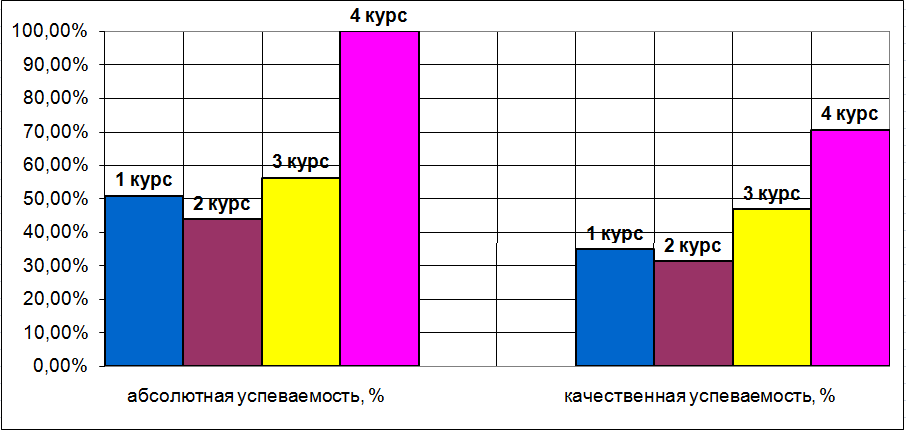 4 курс
100,00%
90,00%
80,00%
70,00%
60,00%
50,00%
40,00%
30,00%
20,00%
10,00%
0,00%
1 курс
2 курс
3 курс
1 курс
2 курс
3 курс
4 курс
абсолютная успеваемость, %
качественная успеваемость, %